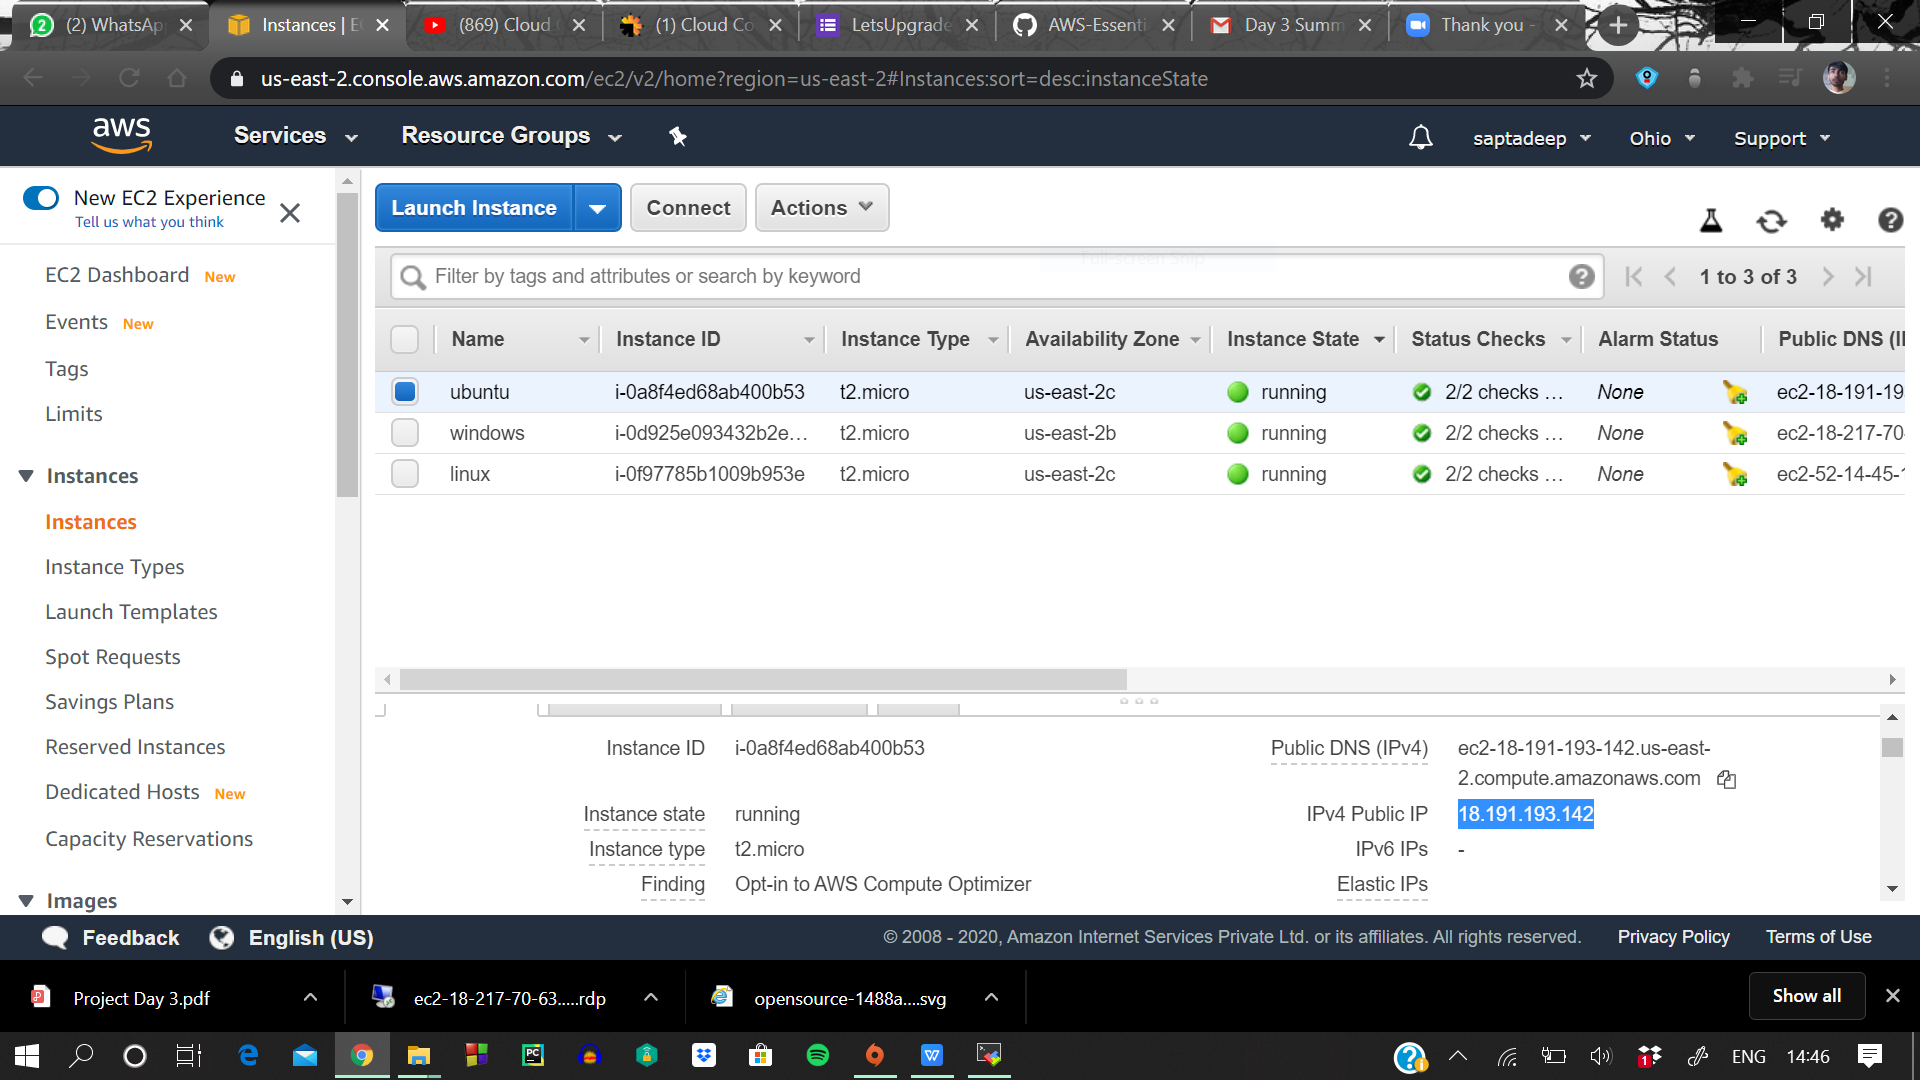 (2) WhatsAp
Instances | E
(869) Cloud
(1) Cloud Co
LetsUpgrade
AWS-Essenti
Day 3 Summ
Thank you -
us-east-2.console.aws.amazon.com/ec2/v2/home?region=us-east-2#Instances:sort=desc:instanceState
aws
Services
Resource Groups
saptadeep
Ohio
Support
New EC2 Experience
Tell us what you think
EC2 Dashboard New
Events New
Tags
Limits
Instances
Instances
Instance Types
Launch Templates
Spot Requests
Savings Plans
Reserved Instances
Dedicated Hosts New
Capacity Reservations
Images
Launch Instance
Connect
Actions
Full-screen Snip
Filter by tags and attributes or search by keyword
1 to 3 of 3
Name Instance ID Instance Type Availability Zone Instance State Status Checks Alarm Status Public DNS (I
ubuntu i-0a8f4ed68ab400b53 t2.micro us-east-2c running 2/2 checks ... None ec2-18-191-19
windows i-0d925e093432b2e... t2.micro us-east-2b running 2/2 checks ... None ec2-18-217-70
linux i-0f97785b1009b953e t2.micro us-east-2c running 2/2 checks ... None ec2-52-14-45-1
Instance ID i-0a8f4ed68ab400b53
Instance state running
Instance type t2.micro
Finding Opt-in to AWS Compute Optimizer
Public DNS (IPv4) ec2-18-191-193-142.us-east-
2.compute.amazonaws.com
IPv4 Public IP 18.191.193.142
IPv6 IPs -
Elastic IPs
Feedback
English (US)
© 2008 - 2020, Amazon Internet Services Private Ltd. or its affiliates. All rights reserved.
Privacy Policy
Terms of Use
Project Day 3.pdf
ec2-18-217-70-63.....rdp
opensource-1488a....svg
Show all
ENG
14:46